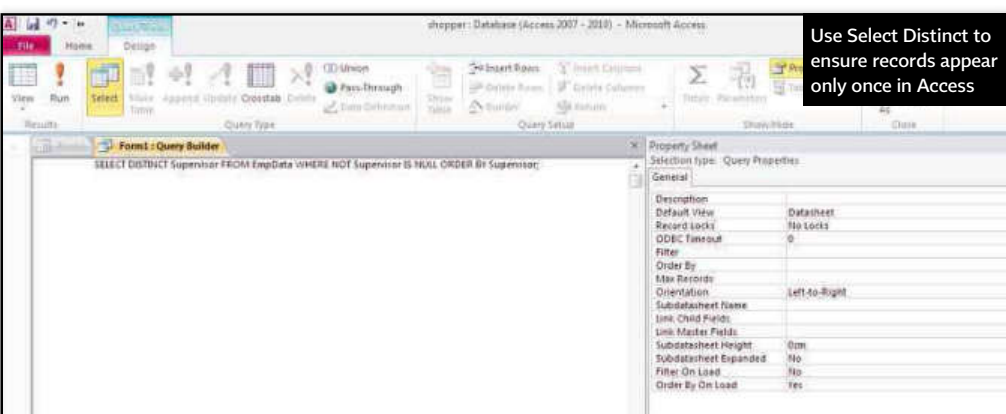 shopper : Database (Access 2007 - 2010) - Microsoft Access
File Home Design
Use Select Distinct to
ensure records appear
only once in Access
View Run Select Make Table Append Update Crosstab Delete
Union
Pass-Through
Data Definition
Show Table
Insert Rows
Delete Rows
Builder
Insert Columns
Delete Columns
Return:
Totals Parameters
Results Query Type Query Setup Show/Hide Close
Form1 : Query Builder
SELECT DISTINCT Supervisor FROM EmpData WHERE NOT Supervisor IS NULL ORDER BY Supervisor;
Property Sheet
Selection type: Query Properties
General
Description
Default View Datasheet
Record Locks No Locks
ODBC Timeout 0
Filter
Order By
Max Records
Orientation Left-to-Right
Subdatasheet Name
Link Child Fields
Link Master Fields
Subdatasheet Height 0cm
Subdatasheet Expanded No
Filter On Load No
Order By On Load Yes